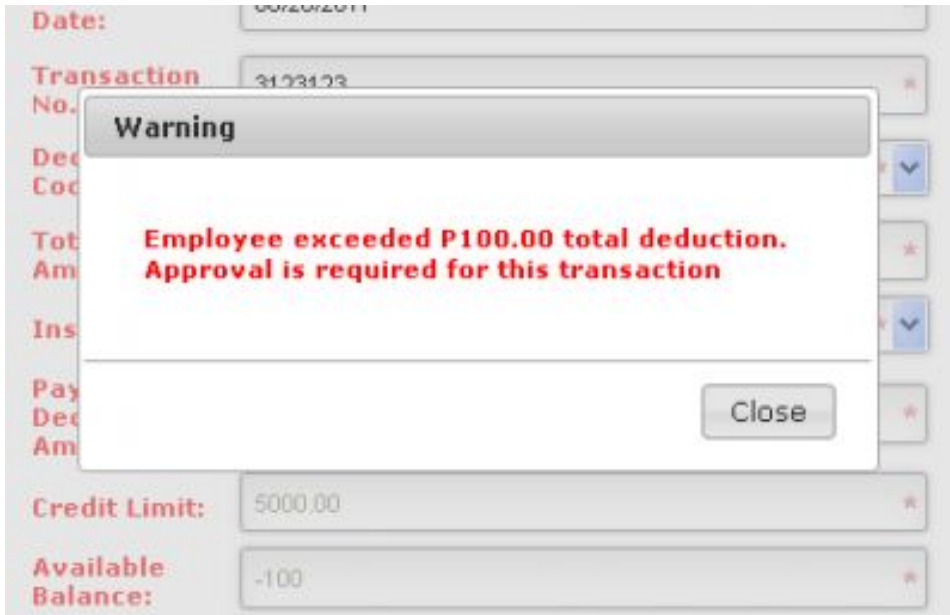 Date:
Transaction
No.
3123123
Warning
Employee exceeded P100.00 total deduction.
Approval is required for this transaction
Close
Credit Limit:
5000.00
Available
Balance:
-100